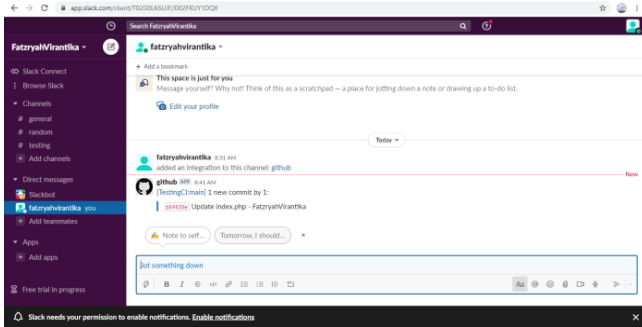 app.slack.com/client/T02G0LK6UJF/D02FKUY1DQX
Search FatzryahVirantika
FatzryahVirantika
fatzryahvirantika
+ Add a bookmark
Slack Connect
Browse Slack
Channels
# general
# random
# testing
+ Add channels
Direct messages
Slackbot
fatzryahvirantika you
+ Add teammates
Apps
+ Add apps
Free trial in progress
This space is just for you
Message yourself? Why not! Think of this as a scratchpad — a place for jotting down a note or drawing up a to-do list.
Edit your profile
Today
fatzryahvirantika 8:31 AM
added an integration to this channel: github
New
github APP 8:41 AM
[TestingCI:main] 1 new commit by 1:
Update index.php - FatzryahVirantika
Note to self...
Tomorrow, I should...
Jot something down
B I S
Aa @
Slack needs your permission to enable notifications. Enable notifications